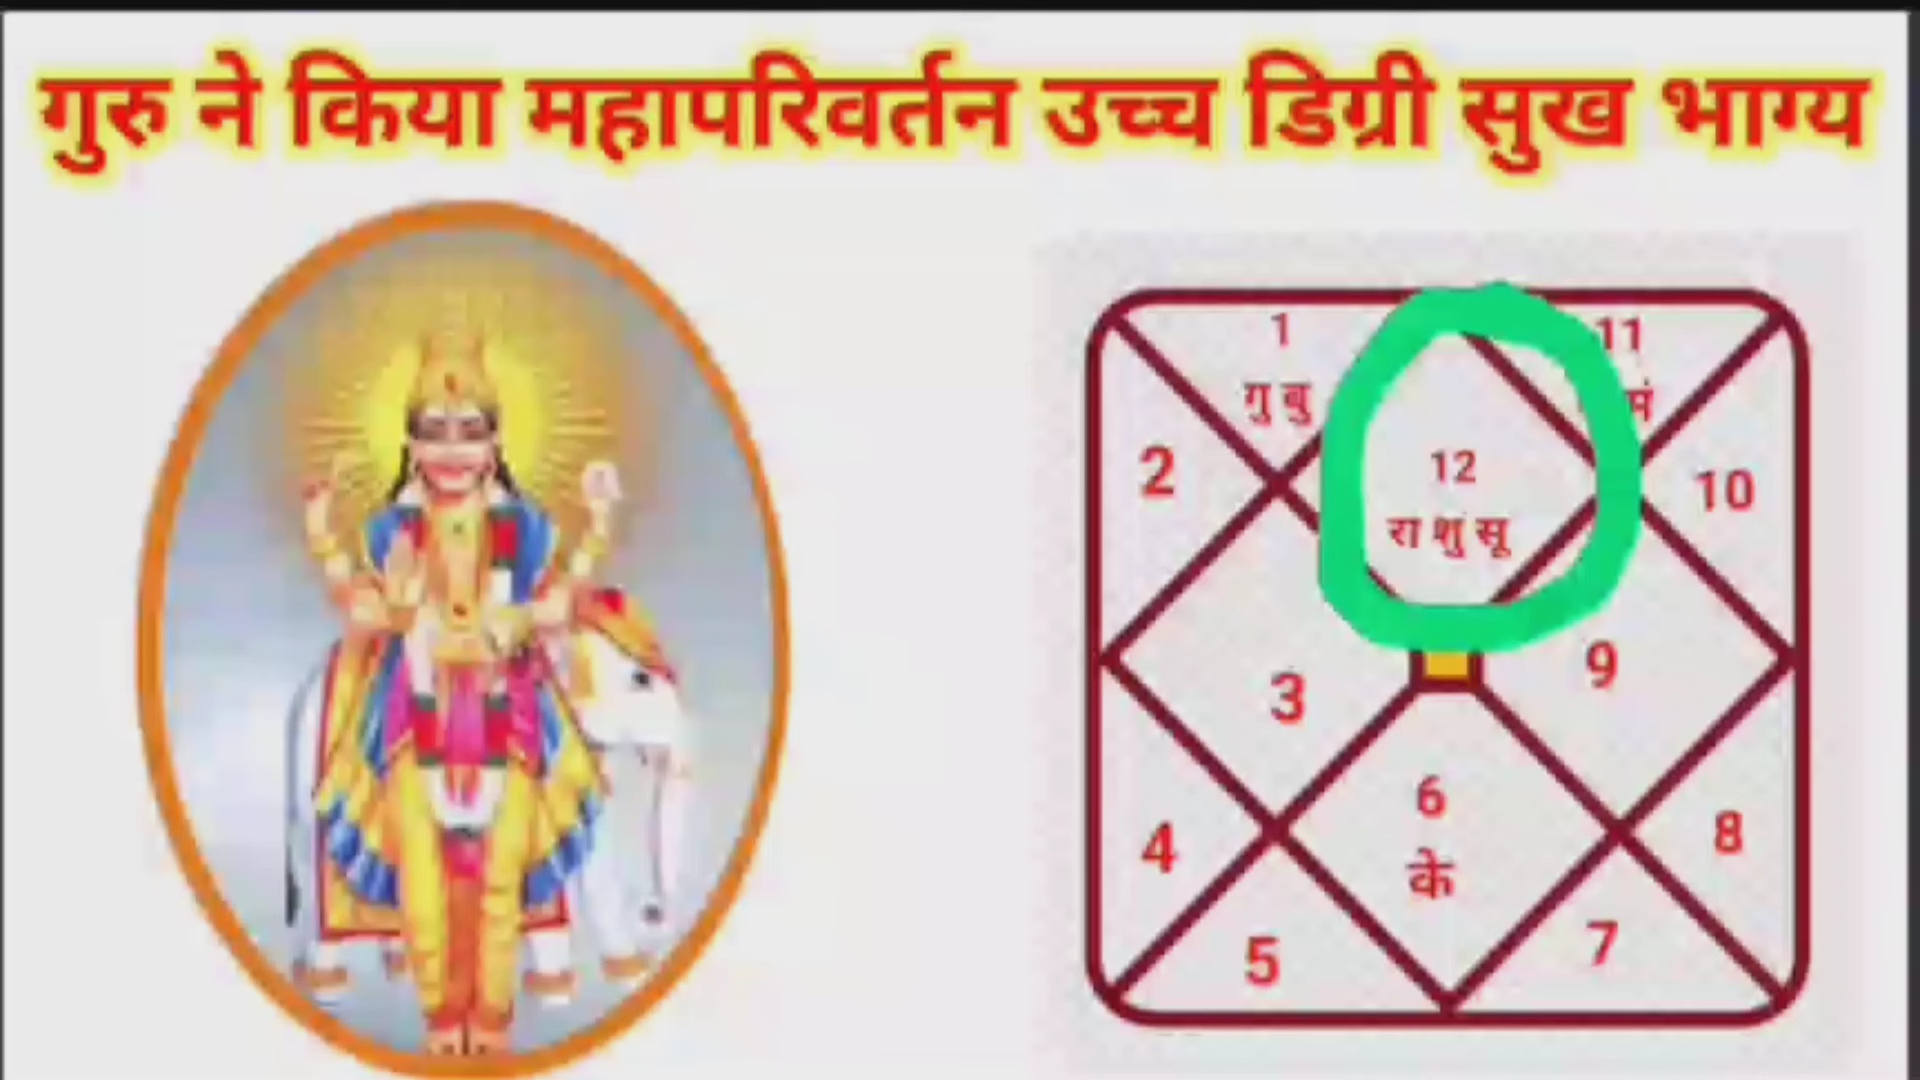 गुरु ने किया महापरिवर्तन उच्च डिग्री सुख भाग्य
1
11
गु बु
मं
12
2
10
रा शु सू
3
9
6
4
8
के
5
7